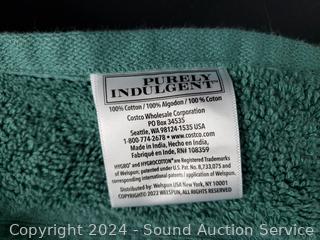 PURELY
INDULGENT™
100% Cotton / 100% Algodon / 100 % Coton
Costco Wholesale Corporation
PO Box 34535
Seattle, WA 98124-1535 USA
1-800-774-2678 • www.costco.com
Made in India, Hecho en India,
Fabriqué en Inde, RN# 108359
HYGRO® and HYGROCOTTON® are Registered Trademarks
of Welspun; patented under U.S. Pat. No. 8,733,075 and
corresponding international patents / application of Welspun.
Distributed by: Welspun USA New York, NY 10001
COPYRIGHT© 2022 WELSPUN, ALL RIGHTS RESERVED
Copyright 2024 - Sound Auction Service